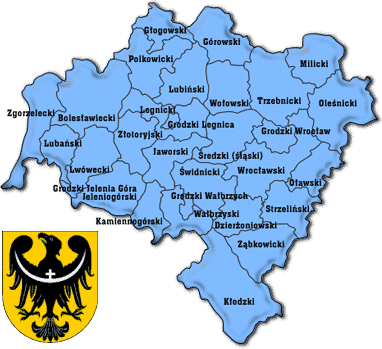 Głogowski
Górowski
Polkowicki
Milicki
Lubiński
Zgorzelecki
Legnicki
Wołowski
Trzebnicki
Oleśnicki
Bolesławiecki
Grodzki Legnica
Złotoryjski
Grodzki Wrocław
Lubański
Jaworski
Średzki (śląski)
Lwówecki
Świdnicki
Wrocławski
Oławski
Grodzki Jelenia Góra
Jeleniogórski
Grodzki Wałbrzych
Strzeliński
Kamiennogórski
Wałbrzyski
Dzierżoniowski
Ząbkowicki
Kłodzki